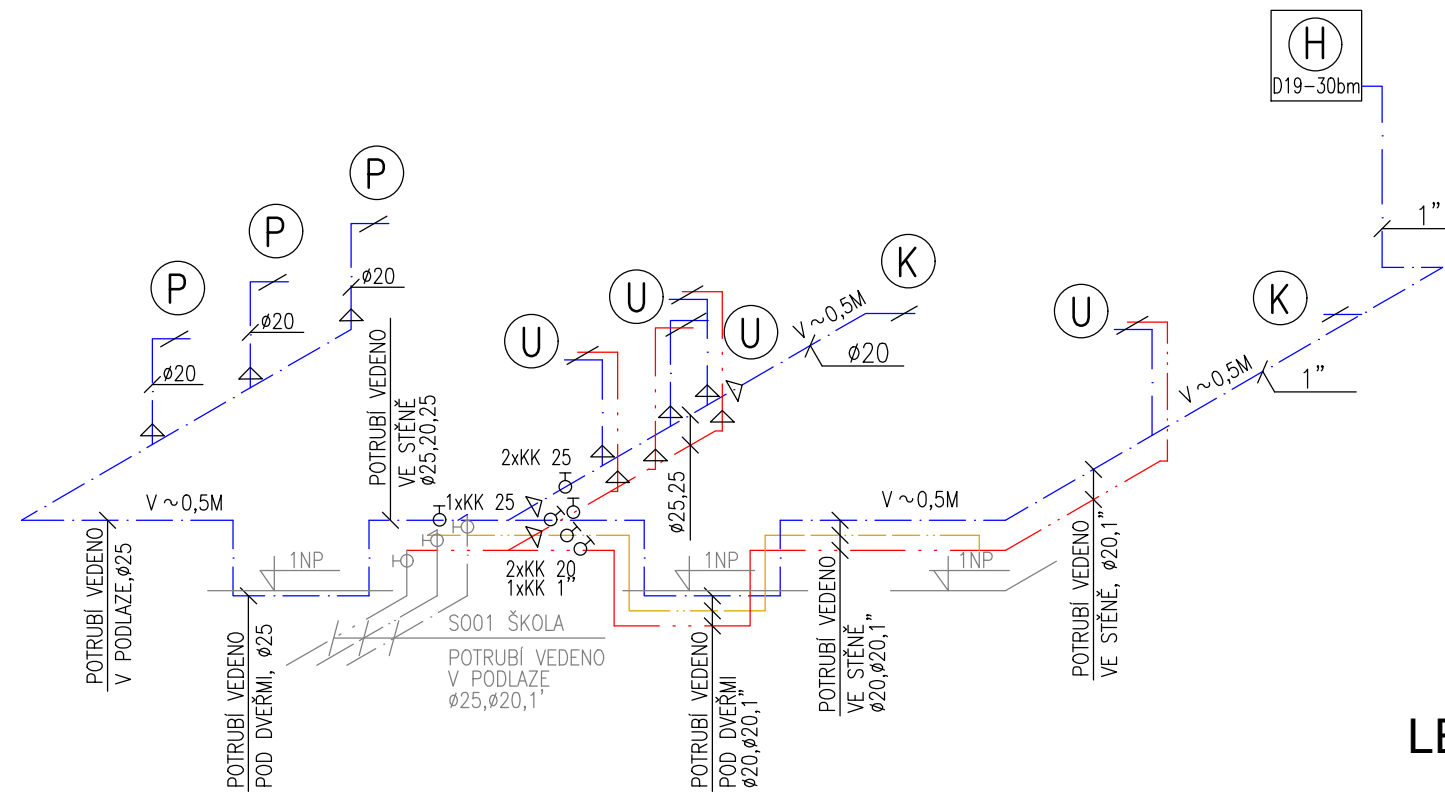 H
D19-30bm
P
P
P
ø20
ø20
ø20
U
U
U
K
U
K
1"
V~0,5M
ø20
V~0,5M
1"
POTRUBÍ VEDENO
VE STĚNĚ
ø25,20,25
2xKK 25
1xKK 25
ø25,25
V~0,5M
V~0,5M
1NP
1NP
1NP
2xKK 20
1xKK 1"
SO01 ŠKOLA
POTRUBÍ VEDENO
V PODLAZE
ø25,ø20,1'
POTRUBÍ VEDENO
V PODLAZE,ø25
POTRUBÍ VEDENO
POD DVEŘMI, ø25
POTRUBÍ VEDENO
POD DVEŘMI
ø20,ø20,1"
POTRUBÍ VEDENO
VE STĚNĚ
ø20,ø20,1"
POTRUBÍ VEDENO
VE STĚNĚ, ø20,1"
LE